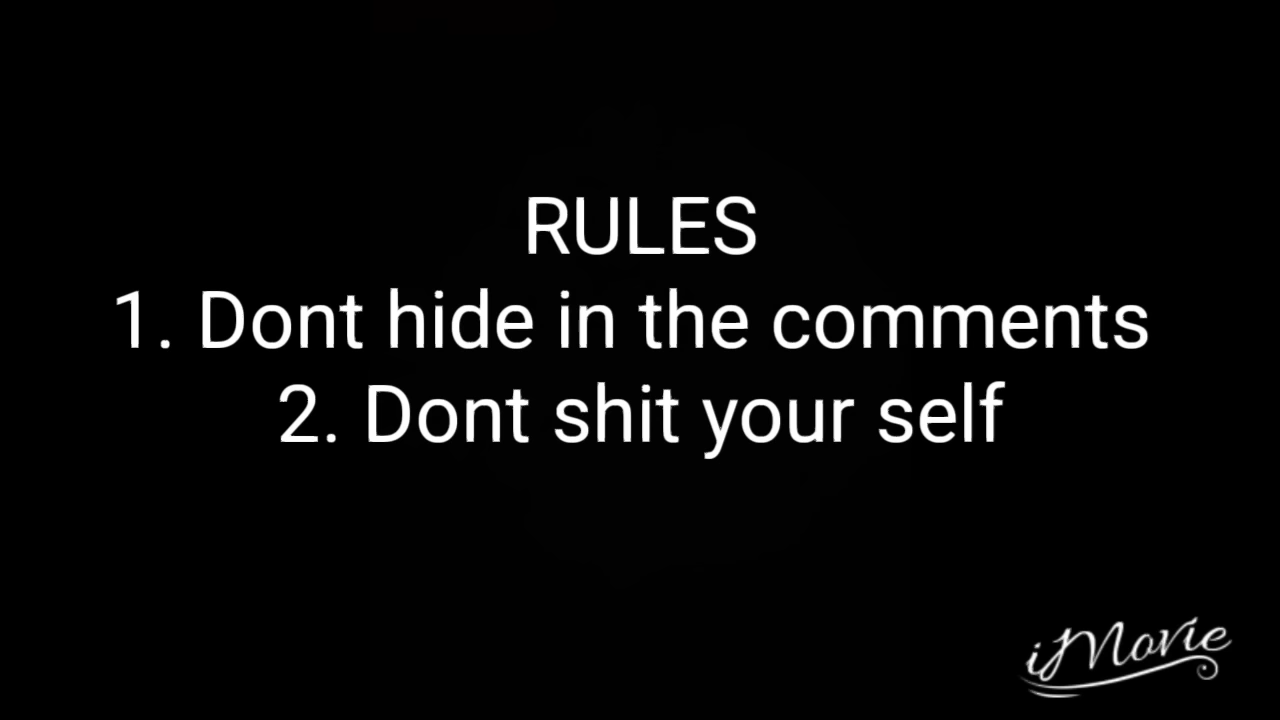 RULES
1. Dont hide in the comments
2. Dont shit your self
iMovie